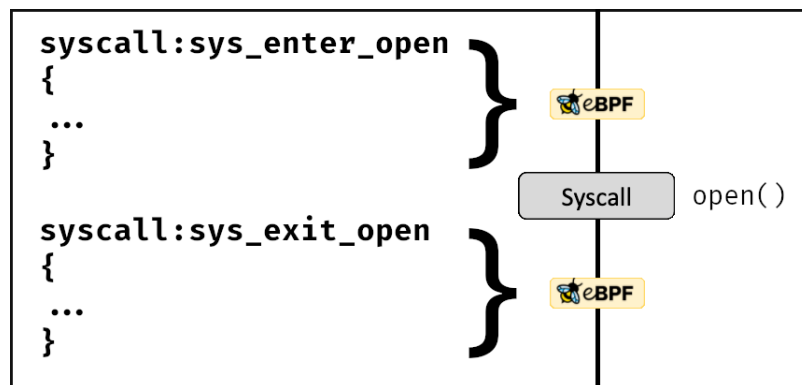 syscall:sys_enter_open
{
...
}
eBPF
Syscall
open()
syscall:sys_exit_open
{
...
}
eBPF